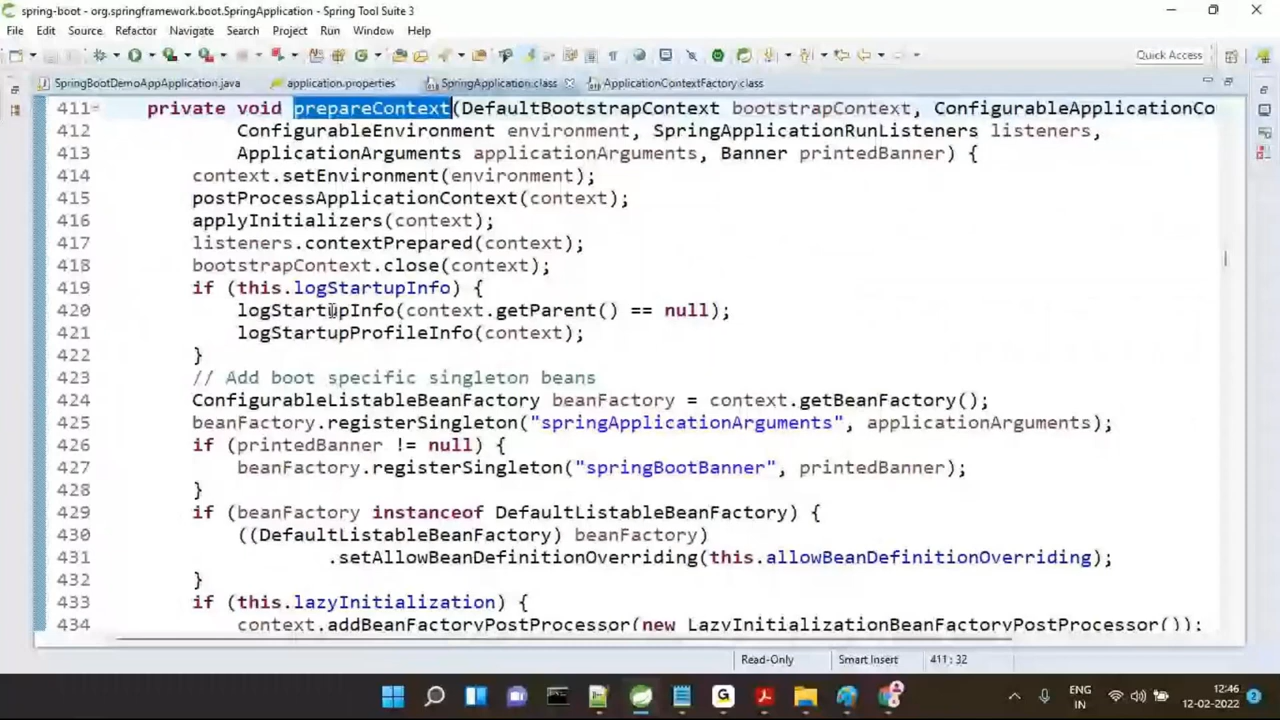 spring-boot - org.springframework.boot.SpringApplication - Spring Tool Suite 3
File Edit Source Refactor Navigate Search Project Run Window Help
Quick Access
SpringBootDemoAppApplication.java application.properties SpringApplication.class ApplicationContextFactory.class
411 private void prepareContext(DefaultBootstrapContext bootstrapContext, ConfigurableApplicationCo
412 ConfigurableEnvironment environment, SpringApplicationRunListeners listeners,
413 ApplicationArguments applicationArguments, Banner printedBanner) {
414 context.setEnvironment(environment);
415 postProcessApplicationContext(context);
416 applyInitializers(context);
417 listeners.contextPrepared(context);
418 bootstrapContext.close(context);
419 if (this.logStartupInfo) {
420 logStartupInfo(context.getParent() == null);
421 logStartupProfileInfo(context);
422 }
423 // Add boot specific singleton beans
424 ConfigurableListableBeanFactory beanFactory = context.getBeanFactory();
425 beanFactory.registerSingleton("springApplicationArguments", applicationArguments);
426 if (printedBanner != null) {
427 beanFactory.registerSingleton("springBootBanner", printedBanner);
428 }
429 if (beanFactory instanceof DefaultListableBeanFactory) {
430 ((DefaultListableBeanFactory) beanFactory)
431 .setAllowBeanDefinitionOverriding(this.allowBeanDefinitionOverriding);
432 }
433 if (this.lazyInitialization) {
434 context.addBeanFactoryPostProcessor(new LazyInitializationBeanFactoryPostProcessor());
Read-Only Smart Insert 411 : 32
ENG 12:46
IN 12-02-2022 2